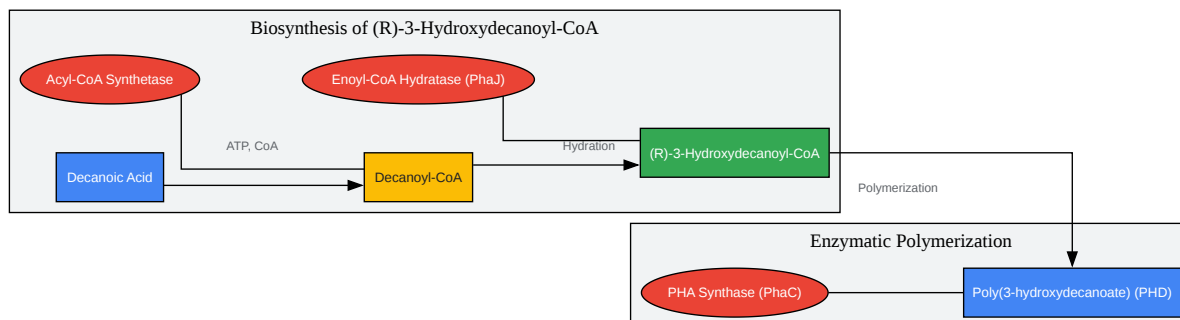 Biosynthesis of (R)-3-Hydroxydecanoyl-CoA
Acyl-CoA Synthetase
Enoyl-CoA Hydratase (PhaJ)
ATP, CoA
Hydration
(R)-3-Hydroxydecanoyl-CoA
Decanoic Acid
Decanoyl-CoA
Polymerization
Enzymatic Polymerization
PHA Synthase (PhaC)
Poly(3-hydroxydecanoate) (PHD)